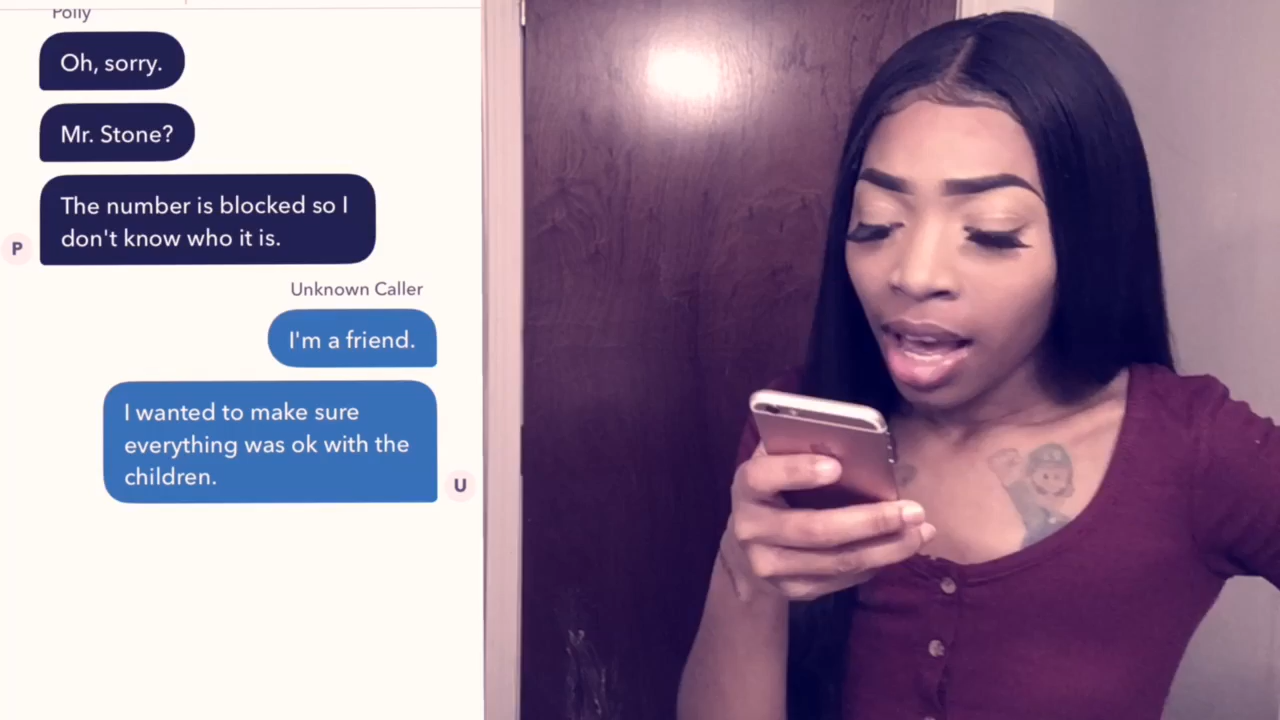 Polly
Oh, sorry.
Mr. Stone?
The number is blocked so I
don't know who it is.
P
Unknown Caller
I'm a friend.
I wanted to make sure
everything was ok with the
children.
U